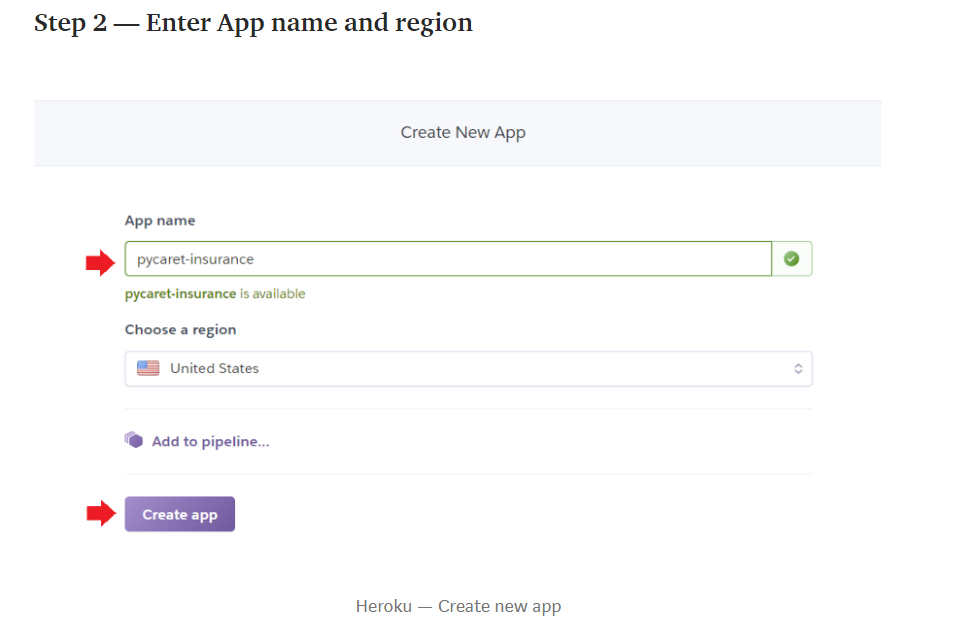 Step 2 — Enter App name and region
Create New App
App name
pycaret-insurance
pycaret-insurance is available
Choose a region
United States
Add to pipeline...
Create app
Heroku — Create new app